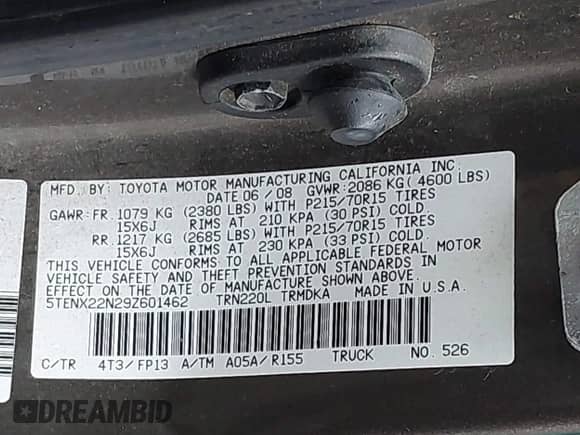 MFD. BY: TOYOTA MOTOR MANUFACTURING CALIFORNIA INC.
DATE 06 / 08 GVWR:2086 KG( 4600 LBS)
GAWR:FR.1079 KG (2380 LBS) WITH P215/70R15 TIRES
15X6J RIMS AT 210 KPA (30 PSI) COLD.
RR.1217 KG (2685 LBS) WITH P215/70R15 TIRES
15X6J RIMS AT 230 KPA (33 PSI) COLD.
THIS VEHICLE CONFORMS TO ALL APPLICABLE FEDERAL MOTOR
VEHICLE SAFETY AND THEFT PREVENTION STANDARDS IN
EFFECT ON THE DATE OF MANUFACTURE SHOWN ABOVE.
5TENX22N29Z601462 TRN220L TRMDKA MADE IN U.S.A.
C/TR 4T3/FP13 A/TM A05A/R155 TRUCK NO. 526
DREAMBID